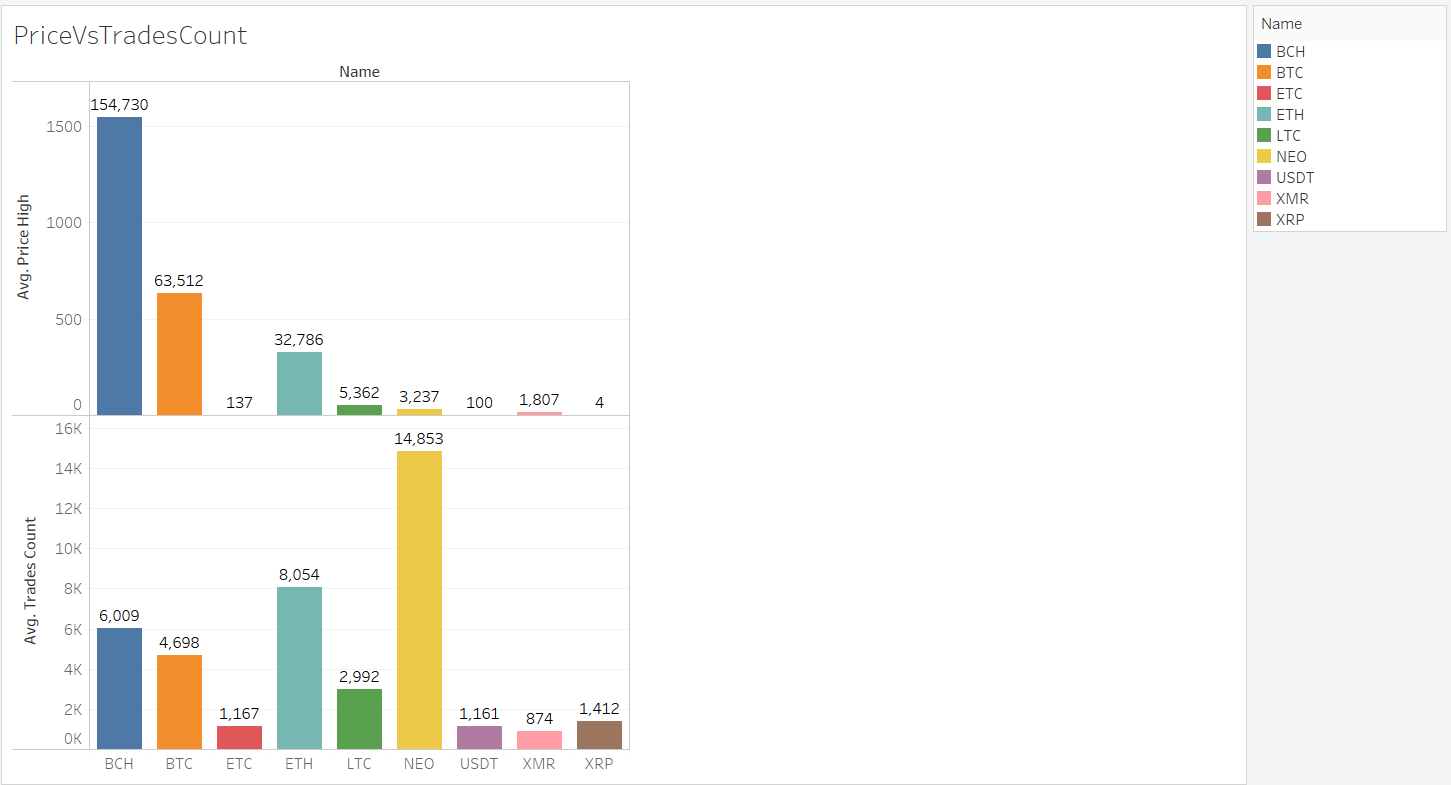 PriceVsTradesCount
Name
Avg. Price High
1500
1000
500
0
154,730
63,512
137
32,786
5,362
3,237
100
1,807
4
Avg. Trades Count
16K
14K
12K
10K
8K
6K
4K
2K
0K
6,009
4,698
1,167
8,054
2,992
14,853
1,161
874
1,412
BCH BTC ETC ETH LTC NEO USDT XMR XRP
Name
BCH
BTC
ETC
ETH
LTC
NEO
USDT
XMR
XRP